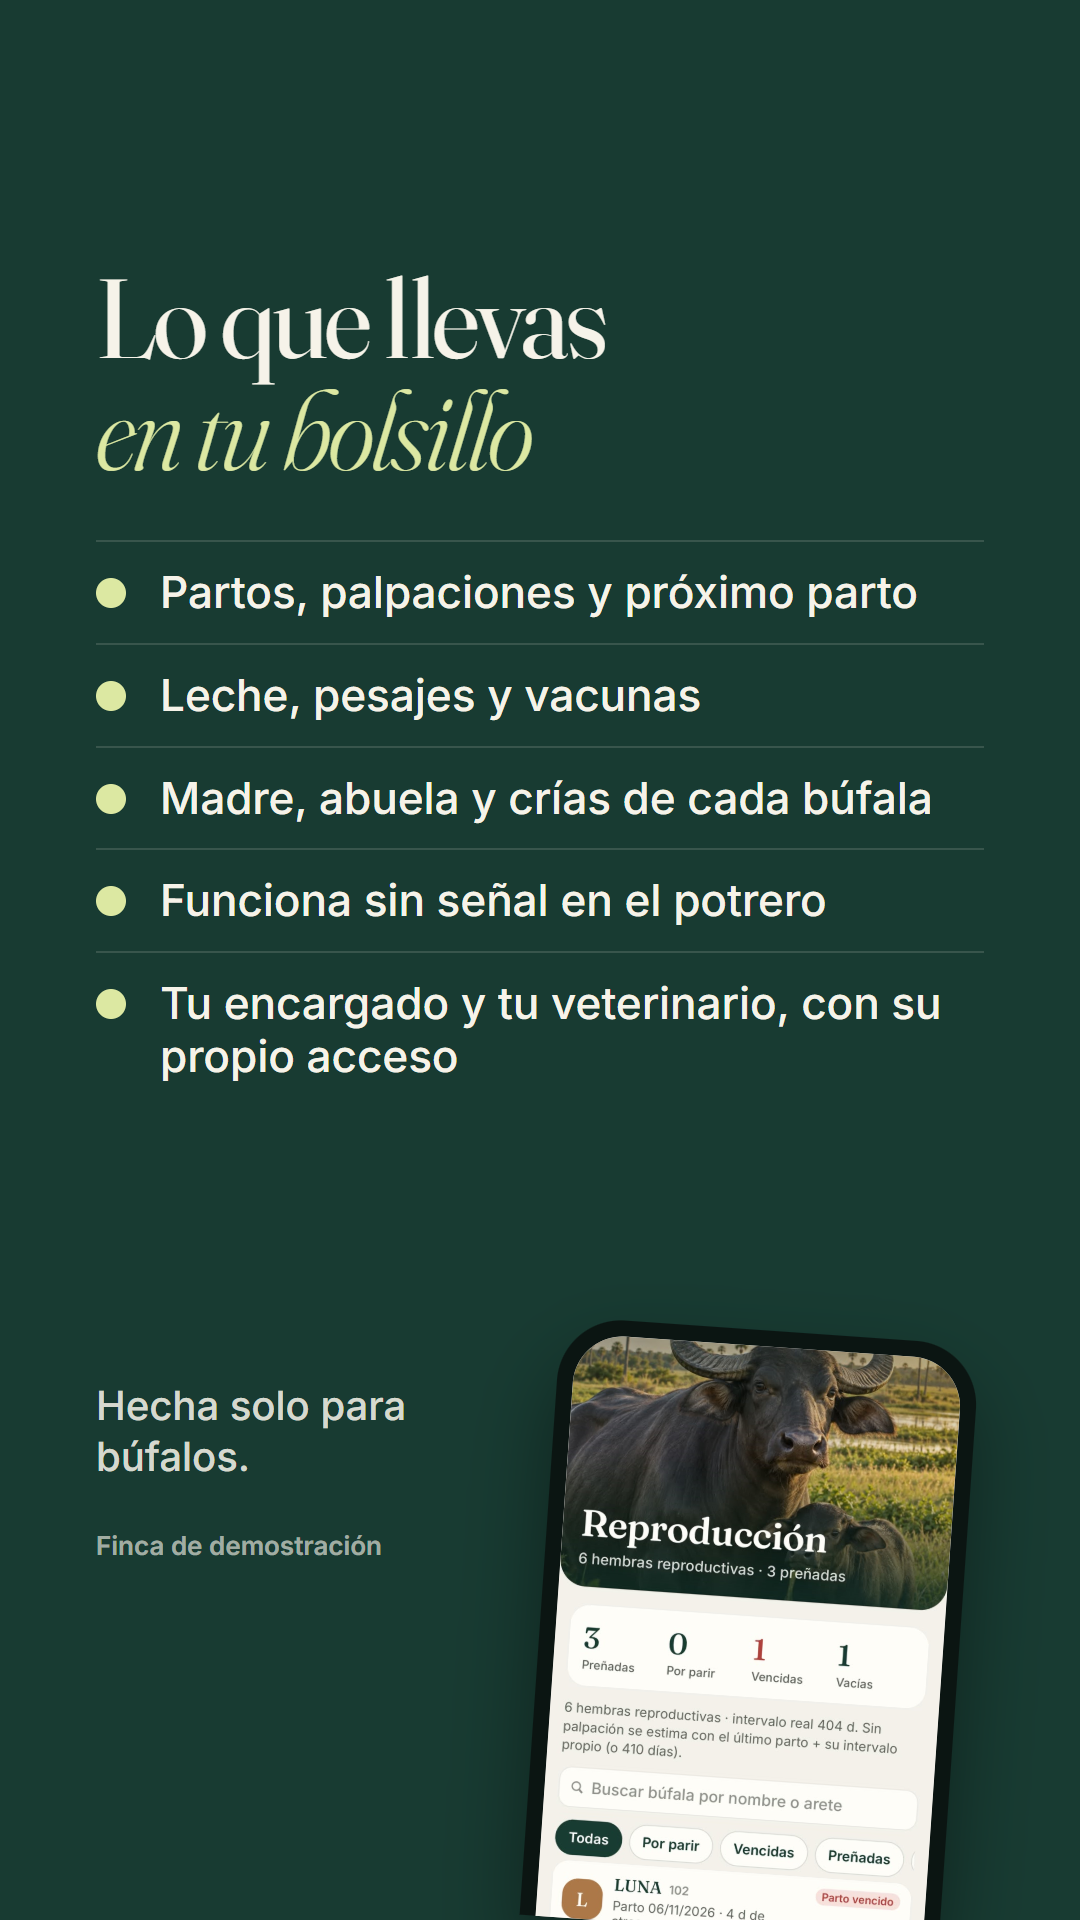 Lo que llevas
en tu bolsillo
Partos, palpaciones y próximo parto
Leche, pesajes y vacunas
Madre, abuela y crías de cada búfala
Funciona sin señal en el potrero
Tu encargado y tu veterinario, con su
propio acceso
Hecha solo para
búfalos.
Finca de demostración
Reproducción
6 hembras reproductivas · 3 preñadas
3 0 1 1
Preñadas Por parir Vencidas Vacías
6 hembras reproductivas · intervalo real 404 d. Sin
palpación se estima con el último parto + su intervalo
propio (o 410 días).
Buscar búfala por nombre o arete
Todas Por parir Vencidas Preñadas
L LUNA 102 Parto vencido
Parto 06/11/2026 · 4 d de